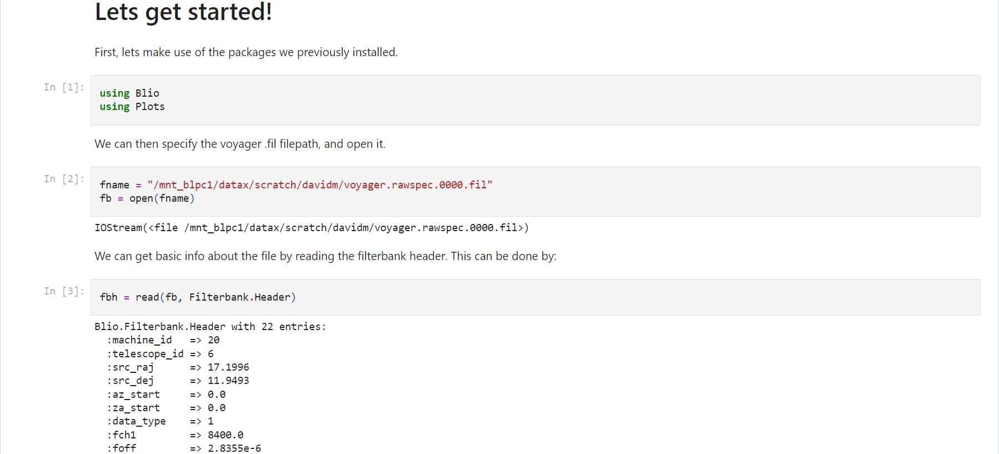 Lets get started!
First, lets make use of the packages we previously installed.
In [1]:
using Blio
using Plots
We can then specify the voyager .fil filepath, and open it.
In [2]:
fname = "/mnt_blpc1/datax/scratch/davidm/voyager.rawspec.0000.fil"
fb = open(fname)
IOStream(<file /mnt_blpc1/datax/scratch/davidm/voyager.rawspec.0000.fil>)
We can get basic info about the file by reading the filterbank header. This can be done by:
In [3]:
fbh = read(fb, Filterbank.Header)
Blio.Filterbank.Header with 22 entries:
  :machine_id   => 20
  :telescope_id => 6
  :src_raj      => 17.1996
  :src_dej      => 11.9493
  :az_start     => 0.0
  :za_start     => 0.0
  :data_type    => 1
  :fch1         => 8400.0
  :foff         => 2.8355e-6